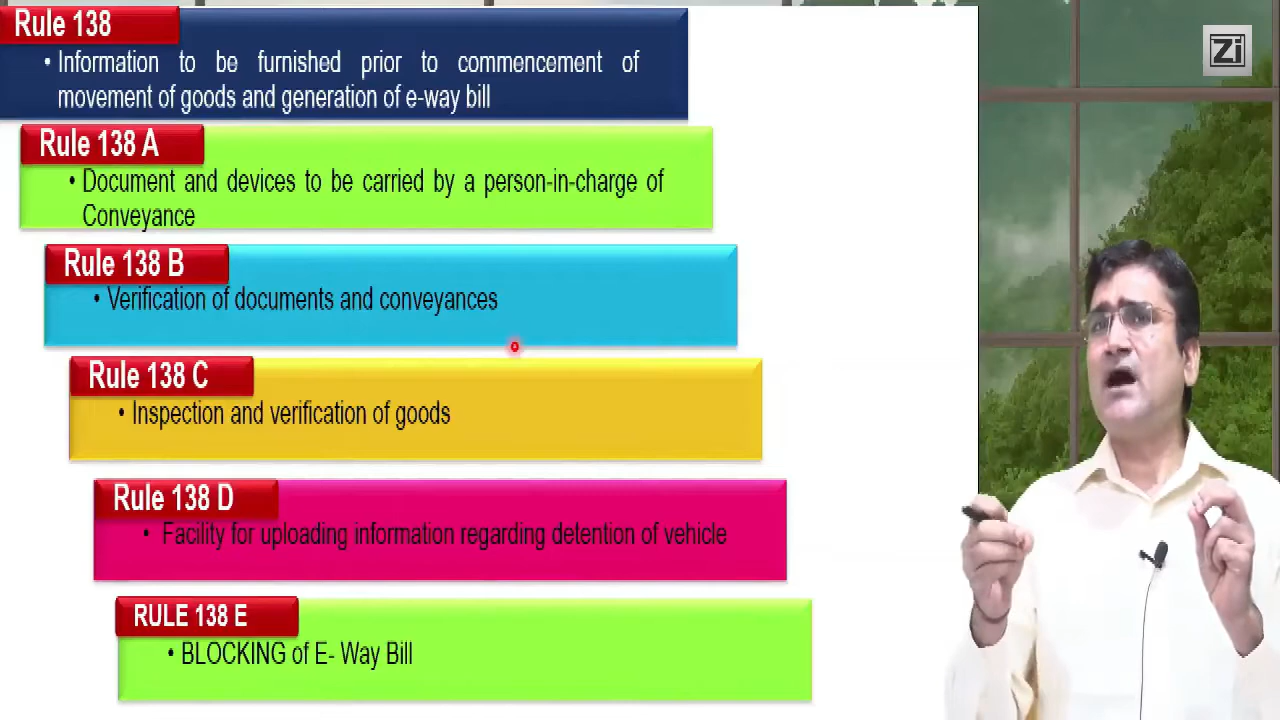 Rule 138
• Information to be furnished prior to commencement of
movement of goods and generation of e-way bill
Rule 138 A
• Document and devices to be carried by a person-in-charge of
Conveyance
Rule 138 B
• Verification of documents and conveyances
Rule 138 C
• Inspection and verification of goods
Rule 138 D
• Facility for uploading information regarding detention of vehicle
RULE 138 E
• BLOCKING of E- Way Bill
Zi